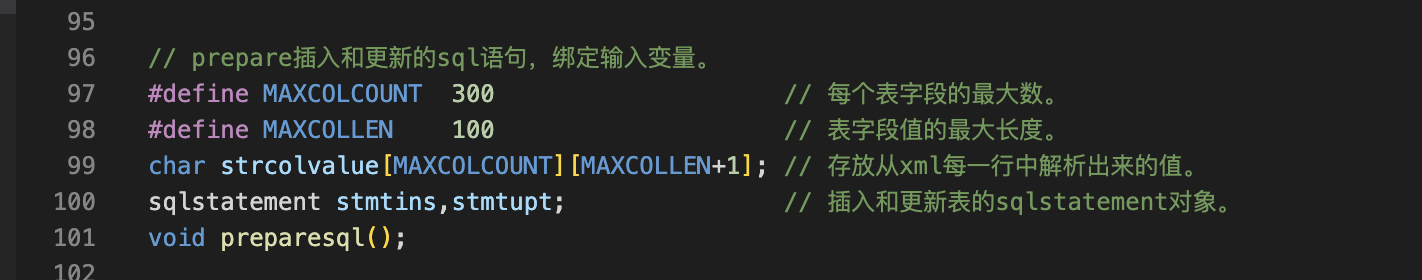 95
96 // prepare插入和更新的sql语句，绑定输入变量。
97 #define MAXCOLCOUNT  300                    // 每个表字段的最大数。
98 #define MAXCOLLEN    100                    // 表字段值的最大长度。
99 char strcolvalue[MAXCOLCOUNT][MAXCOLLEN+1]; // 存放从xml每一行中解析出来的值。
100 sqlstatement stmtins,stmtupt;               // 插入和更新表的sqlstatement对象。
101 void preparesql();
102